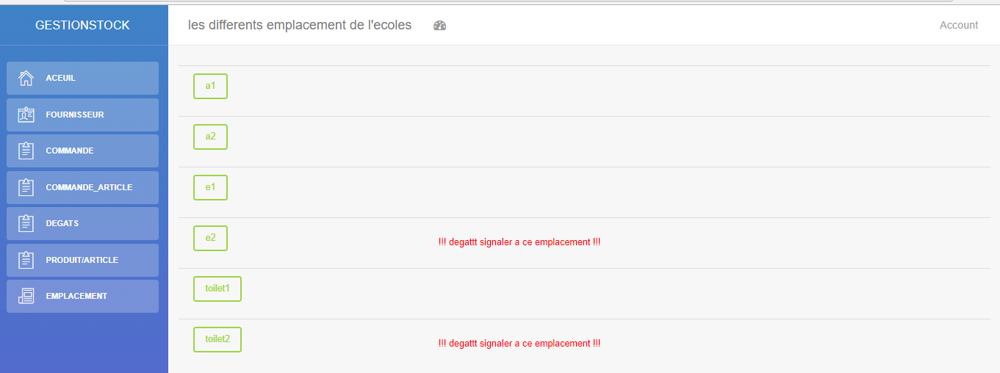 GESTIONSTOCK
les differents emplacement de l'ecoles
Account
ACEUIL
FOURNISSEUR
COMMANDE
COMMANDE_ARTICLE
DEGATS
PRODUIT/ARTICLE
EMPLACEMENT
a1
a2
e1
e2
!!! degattt signaler a ce emplacement !!!
toilet1
toilet2
!!! degattt signaler a ce emplacement !!!